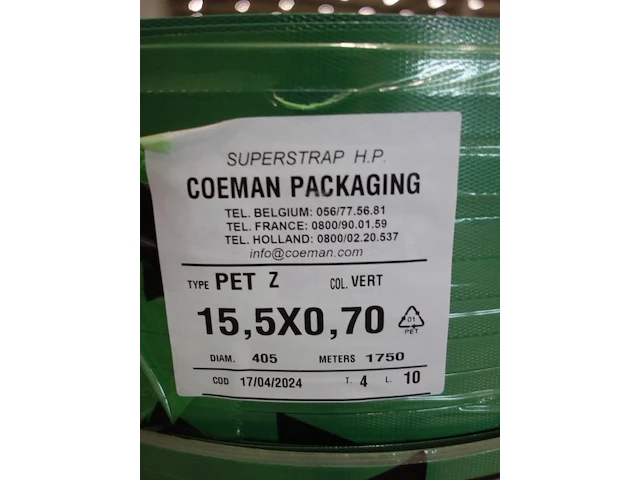 SUPERSTRAP H.P.
COEMAN PACKAGING
TEL. BELGIUM: 056/77.56.81
TEL. FRANCE: 0800/90.01.59
TEL. HOLLAND: 0800/02.20.537
info@coeman.com
TYPE PET Z COL. VERT
15,5X0,70 01 PET
DIAM. 405 METERS 1750
COD 17/04/2024 T. 4 L. 10